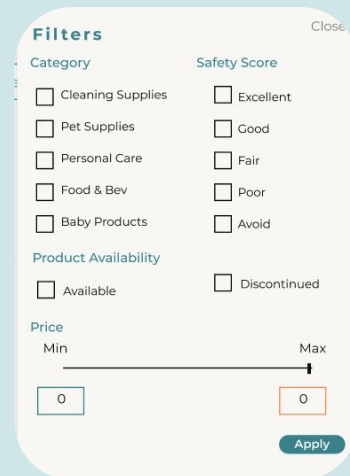 Close
Filters
Category
Safety Score
Cleaning Supplies
Excellent
Pet Supplies
Good
Personal Care
Fair
Food & Bev
Poor
Baby Products
Avoid
Product Availability
Available
Discontinued
Price
Min
Max
0
0
Apply